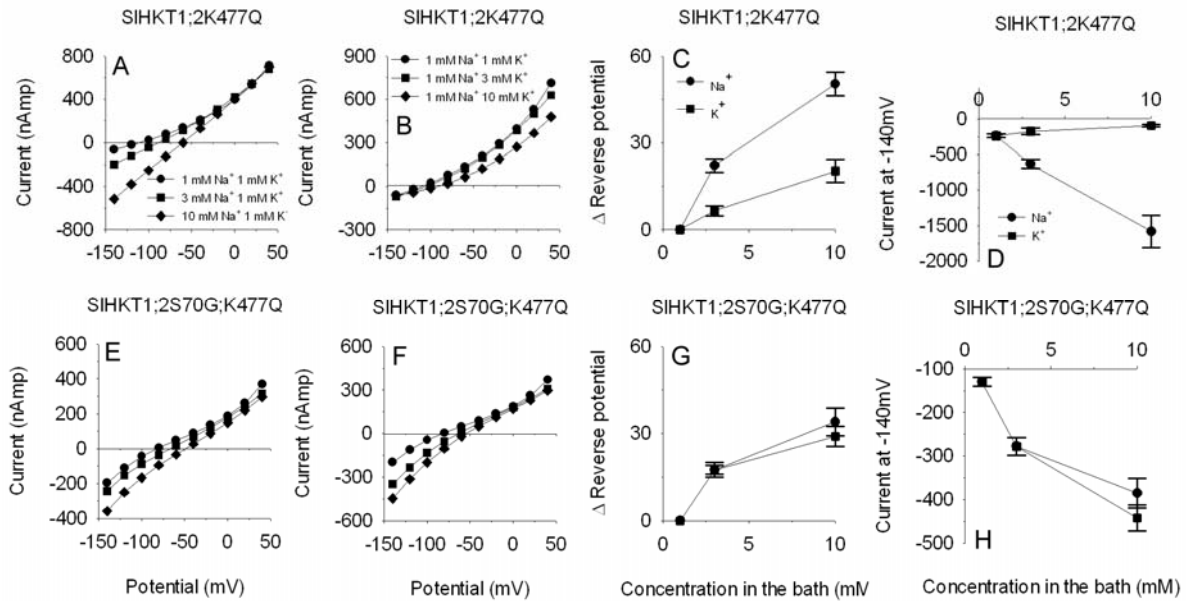 SlHKT1;2K477Q
SlHKT1;2K477Q
SlHKT1;2K477Q
SlHKT1;2K477Q
A
800
400
0
-400
-800
-150 -100 -50 0 50
Current (nAmp)
1 mM Na⁺ 1 mM K⁺
3 mM Na⁺ 1 mM K⁺
10 mM Na⁺ 1 mM K⁺
B
900
600
300
0
-300
-150 -100 -50 0 50
Current (nAmp)
1 mM Na⁺ 1 mM K⁺
1 mM Na⁺ 3 mM K⁺
1 mM Na⁺ 10 mM K⁺
C
60
30
0
0 5 10
Δ Reverse potential
Na⁺
K⁺
D
0 5 10
0
-500
-1000
-1500
-2000
Current at -140mV
Na⁺
K⁺
SlHKT1;2S70G;K477Q
SlHKT1;2S70G;K477Q
SlHKT1;2S70G;K477Q
SlHKT1;2S70G;K477Q
E
600
400
200
0
-200
-400
-150 -100 -50 0 50
Current (nAmp)
Potential (mV)
F
600
300
0
-300
-600
-150 -100 -50 0 50
Current (nAmp)
Potential (mV)
G
60
30
0
0 5 10
Δ Reverse potential
Concentration in the bath (mM
H
0 5 10
-100
-200
-300
-400
-500
Current at -140mV
Concentration in the bath (mM)